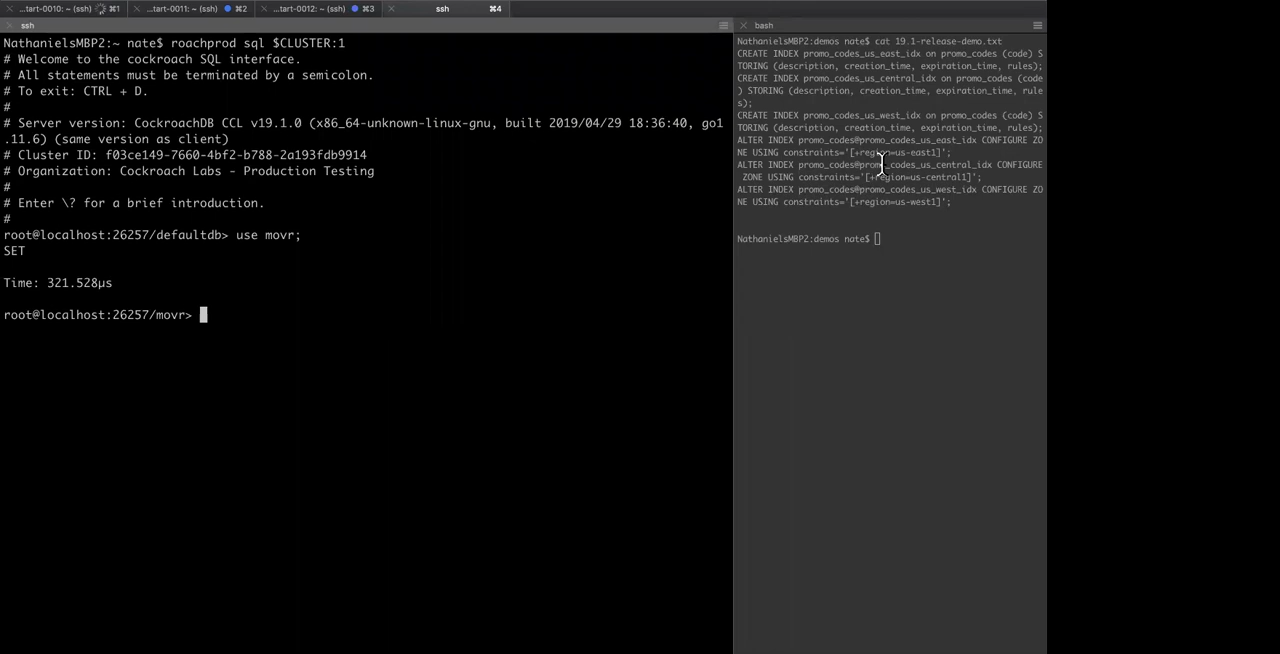 ...tart-0010: ~ (ssh) ⌘1
...tart-0011: ~ (ssh) ⌘2
...tart-0012: ~ (ssh) ⌘3
ssh ⌘4
ssh
NathanielsMBP2:~ nate$ roachprod sql $CLUSTER:1
# Welcome to the cockroach SQL interface.
# All statements must be terminated by a semicolon.
# To exit: CTRL + D.
#
# Server version: CockroachDB CCL v19.1.0 (x86_64-unknown-linux-gnu, built 2019/04/29 18:36:40, go1
.11.6) (same version as client)
# Cluster ID: f03ce149-7660-4bf2-b788-2a193fdb9914
# Organization: Cockroach Labs - Production Testing
#
# Enter \? for a brief introduction.
#
root@localhost:26257/defaultdb> use movr;
SET
Time: 321.528µs
root@localhost:26257/movr>
bash
NathanielsMBP2:demos nate$ cat 19.1-release-demo.txt
CREATE INDEX promo_codes_us_east_idx on promo_codes (code) S
TORING (description, creation_time, expiration_time, rules);
CREATE INDEX promo_codes_us_central_idx on promo_codes (code
) STORING (description, creation_time, expiration_time, rule
s);
CREATE INDEX promo_codes_us_west_idx on promo_codes (code) S
TORING (description, creation_time, expiration_time, rules);
ALTER INDEX promo_codes@promo_codes_us_east_idx CONFIGURE ZO
NE USING constraints='[+region=us-east1]';
ALTER INDEX promo_codes@promo_codes_us_central_idx CONFIGURE
ZONE USING constraints='[+region=us-central1]';
ALTER INDEX promo_codes@promo_codes_us_west_idx CONFIGURE ZO
NE USING constraints='[+region=us-west1]';
NathanielsMBP2:demos nate$